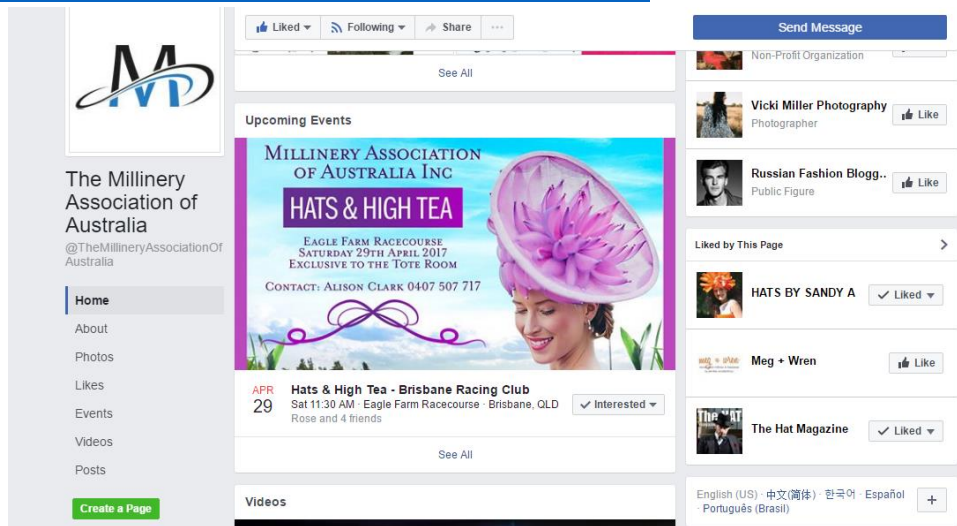 Liked
Following
Share
Send Message
See All
Non-Profit Organization
Vicki Miller Photography
Photographer
Like
Russian Fashion Blogg..
Public Figure
Like
The Millinery
Association of
Australia
@TheMillineryAssociationOf
Australia
Home
About
Photos
Likes
Events
Videos
Posts
Create a Page
Upcoming Events
MILLINERY ASSOCIATION
OF AUSTRALIA INC
HATS & HIGH TEA
EAGLE FARM RACECOURSE
SATURDAY 29TH APRIL 2017
EXCLUSIVE TO THE TOTE ROOM
CONTACT: ALISON CLARK 0407 507 717
APR
29
Hats & High Tea - Brisbane Racing Club
Sat 11:30 AM · Eagle Farm Racecourse · Brisbane, QLD
Rose and 4 friends
Interested
See All
Videos
Liked by This Page
HATS BY SANDY A
Liked
meg + wren
Meg + Wren
Like
The HAT
The Hat Magazine
Liked
English (US) · 中文(简体) · 한국어 · Español
· Português (Brasil)
+